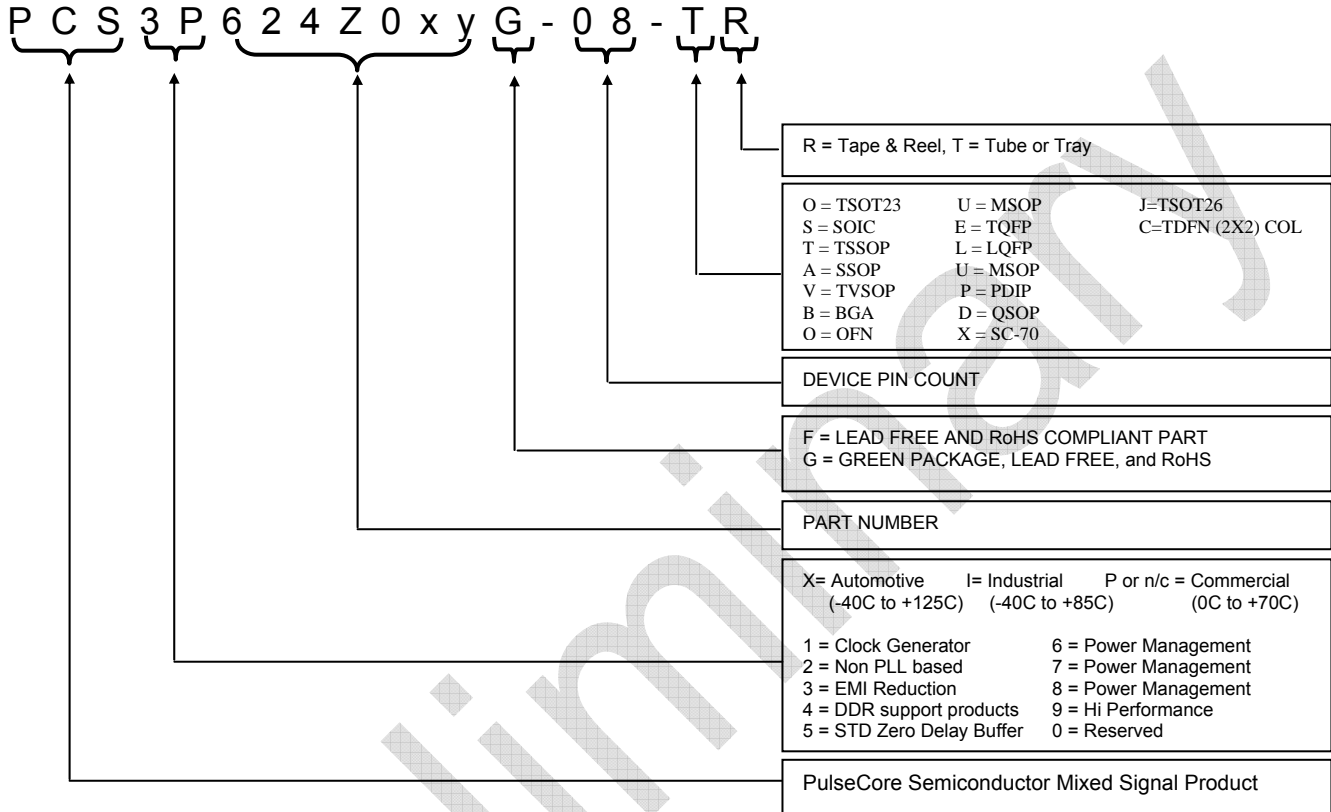 P C S 3 P 6 2 4 Z 0 x y G - 0 8 - T R
R = Tape & Reel, T = Tube or Tray
O = TSOT23 U = MSOP J=TSOT26
S = SOIC E = TQFP C=TDFN (2X2) COL
T = TSSOP L = LQFP
A = SSOP U = MSOP
V = TVSOP P = PDIP
B = BGA D = QSOP
Q = QFN X = SC-70
DEVICE PIN COUNT
F = LEAD FREE AND RoHS COMPLIANT PART
G = GREEN PACKAGE, LEAD FREE, and RoHS
PART NUMBER
X= Automotive I= Industrial P or n/c = Commercial
(-40C to +125C) (-40C to +85C) (0C to +70C)
1 = Clock Generator 6 = Power Management
2 = Non PLL based 7 = Power Management
3 = EMI Reduction 8 = Power Management
4 = DDR support products 9 = Hi Performance
5 = STD Zero Delay Buffer 0 = Reserved
PulseCore Semiconductor Mixed Signal Product
liminary